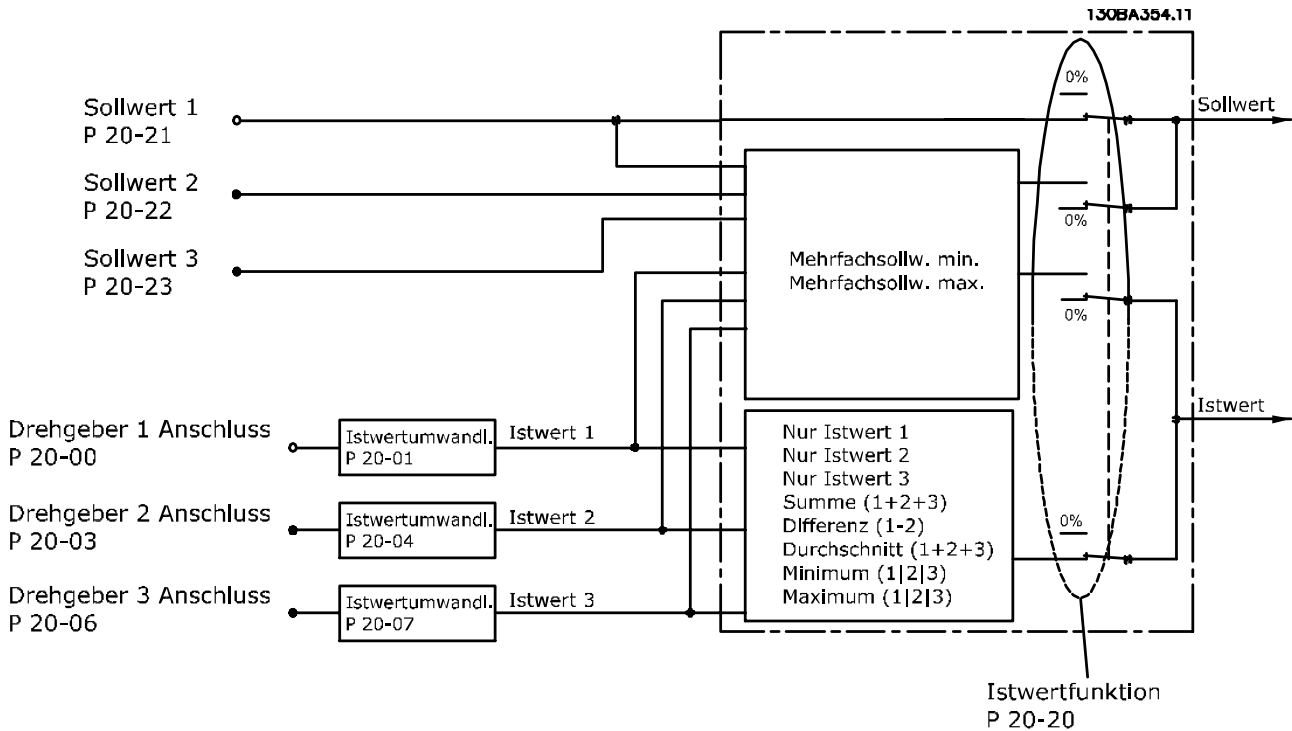 130BA354.11
0%
Sollwert 1
P 20-21
Sollwert
Sollwert 2
P 20-22
0%
Sollwert 3
P 20-23
Mehrfachsollw. min.
Mehrfachsollw. max.
0%
Istwert
Drehgeber 1 Anschluss
P 20-00
Istwertumwandl.
P 20-01
Istwert 1
Drehgeber 2 Anschluss
P 20-03
Istwertumwandl.
P 20-04
Istwert 2
Drehgeber 3 Anschluss
P 20-06
Istwertumwandl.
P 20-07
Istwert 3
Nur Istwert 1
Nur Istwert 2
Nur Istwert 3
Summe (1+2+3)
Differenz (1-2)
Durchschnitt (1+2+3)
Minimum (1|2|3)
Maximum (1|2|3)
0%
Istwertfunktion
P 20-20